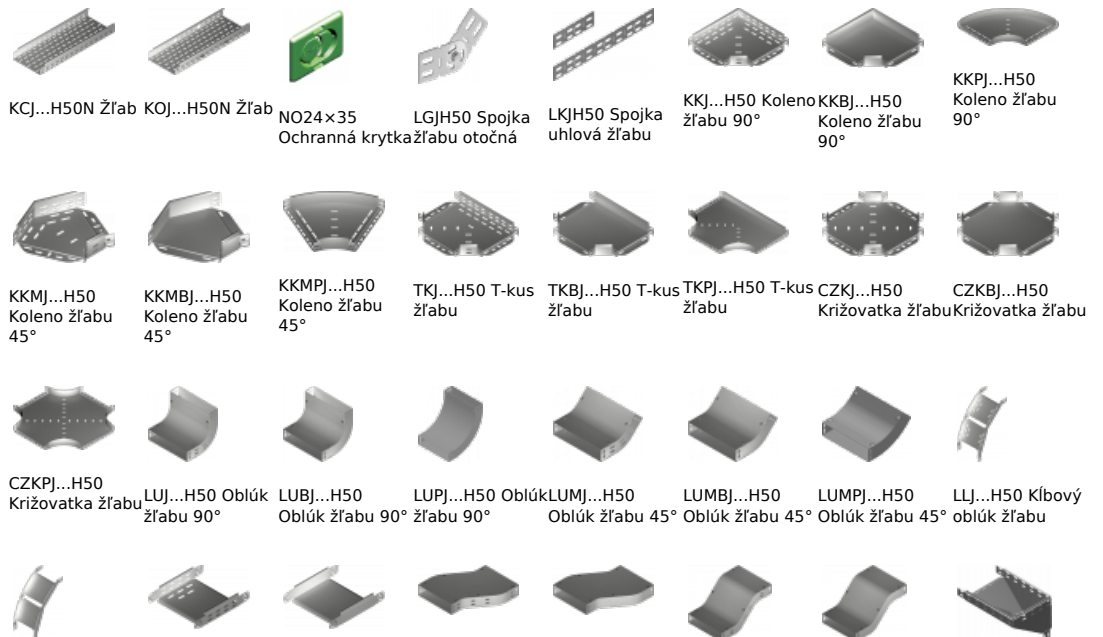 KCJ...H50N Žľab
KOJ...H50N Žľab
NO24×35
Ochranná krytka
LGJH50 Spojka
žľabu otočná
LKJH50 Spojka
uhlová žľabu
KKJ...H50 Koleno
žľabu 90°
KKBJ...H50
Koleno žľabu
90°
KKPJ...H50
Koleno žľabu
90°
KKMJ...H50
Koleno žľabu
45°
KKMBJ...H50
Koleno žľabu
45°
KKMPJ...H50
Koleno žľabu
45°
TKJ...H50 T-kus
žľabu
TKBJ...H50 T-kus
žľabu
TKPJ...H50 T-kus
žľabu
CZKJ...H50
Križovatka žľabu
CZKBJ...H50
Križovatka žľabu
CZKPJ...H50
Križovatka žľabu
LUJ...H50 Oblúk
žľabu 90°
LUBJ...H50
Oblúk žľabu 90°
LUPJ...H50 Oblúk
žľabu 90°
LUMJ...H50
Oblúk žľabu 45°
LUMBJ...H50
Oblúk žľabu 45°
LUMPJ...H50
Oblúk žľabu 45°
LLJ...H50 Kĺbový
oblúk žľabu